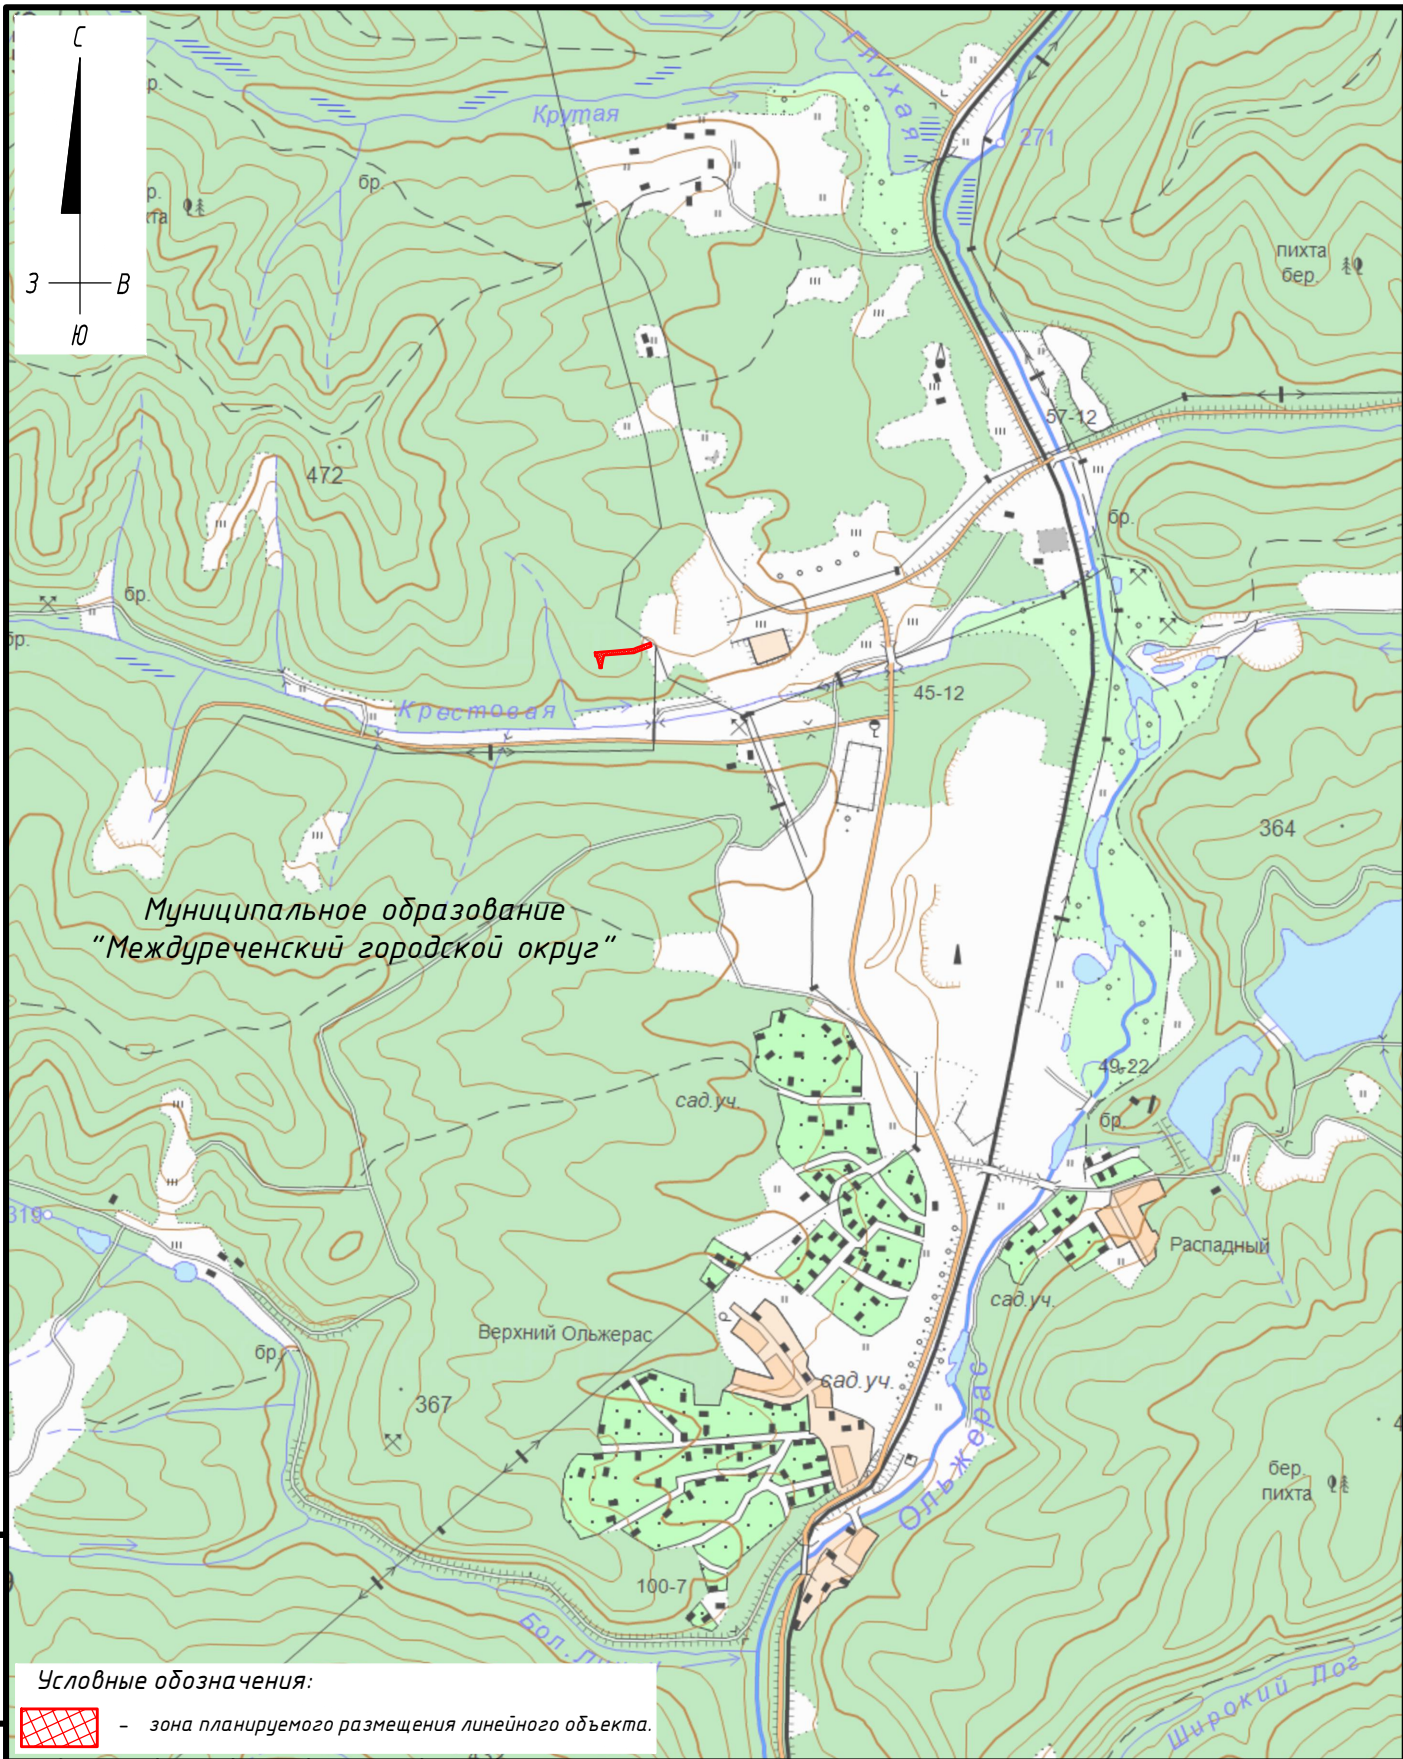 С
З
В
Ю
р.
р.
хта
Крутая
Глухая
271
бр.
пихта
бер.
57-12
472
бр.
бр.
бр.
Крестовая
45-12
364
Муниципальное образование
"Междуреченский городской округ"
сад.уч.
49-22
бр.
319
Распадный
сад.уч.
Верхний Ольжерас
бр.
сад.уч.
367
Ольжерас
бер.
пихта
100-7
Бол.
Широкий Лог
Условные обозначения:
- зона планируемого размещения линейного объекта.